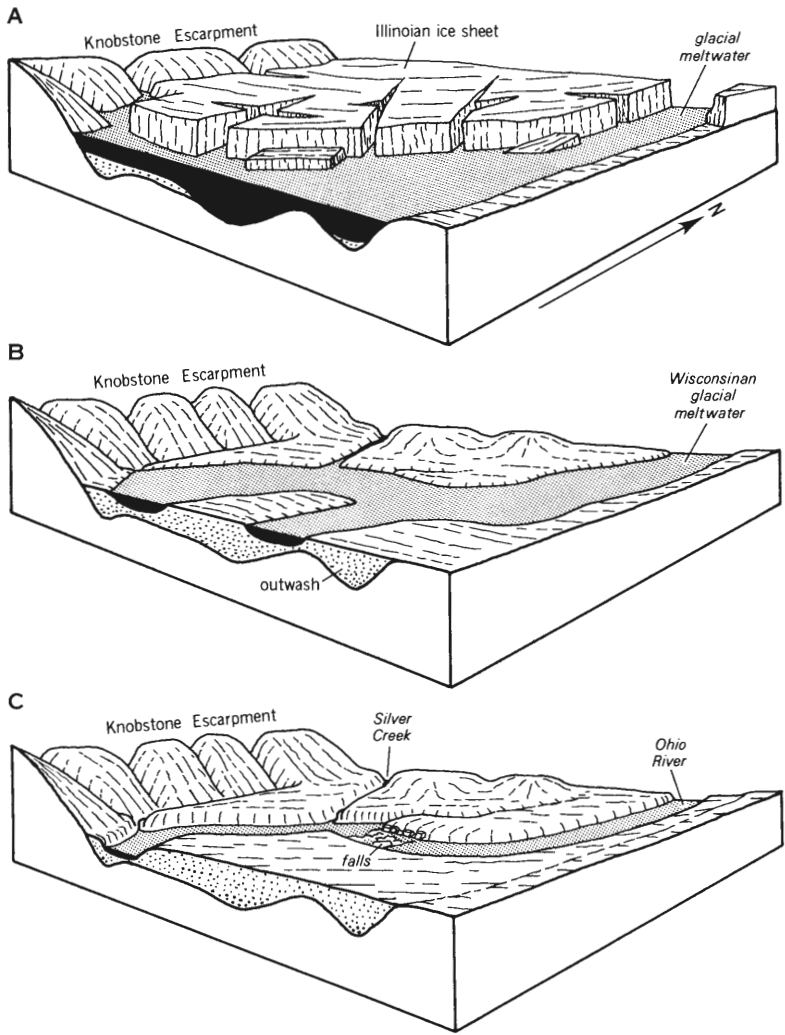 A
Knobstone Escarpment
Illinoian ice sheet
glacial
meltwater
N
B
Knobstone Escarpment
Wisconsinan
glacial
meltwater
outwash
C
Knobstone Escarpment
Silver
Creek
Ohio
River
falls